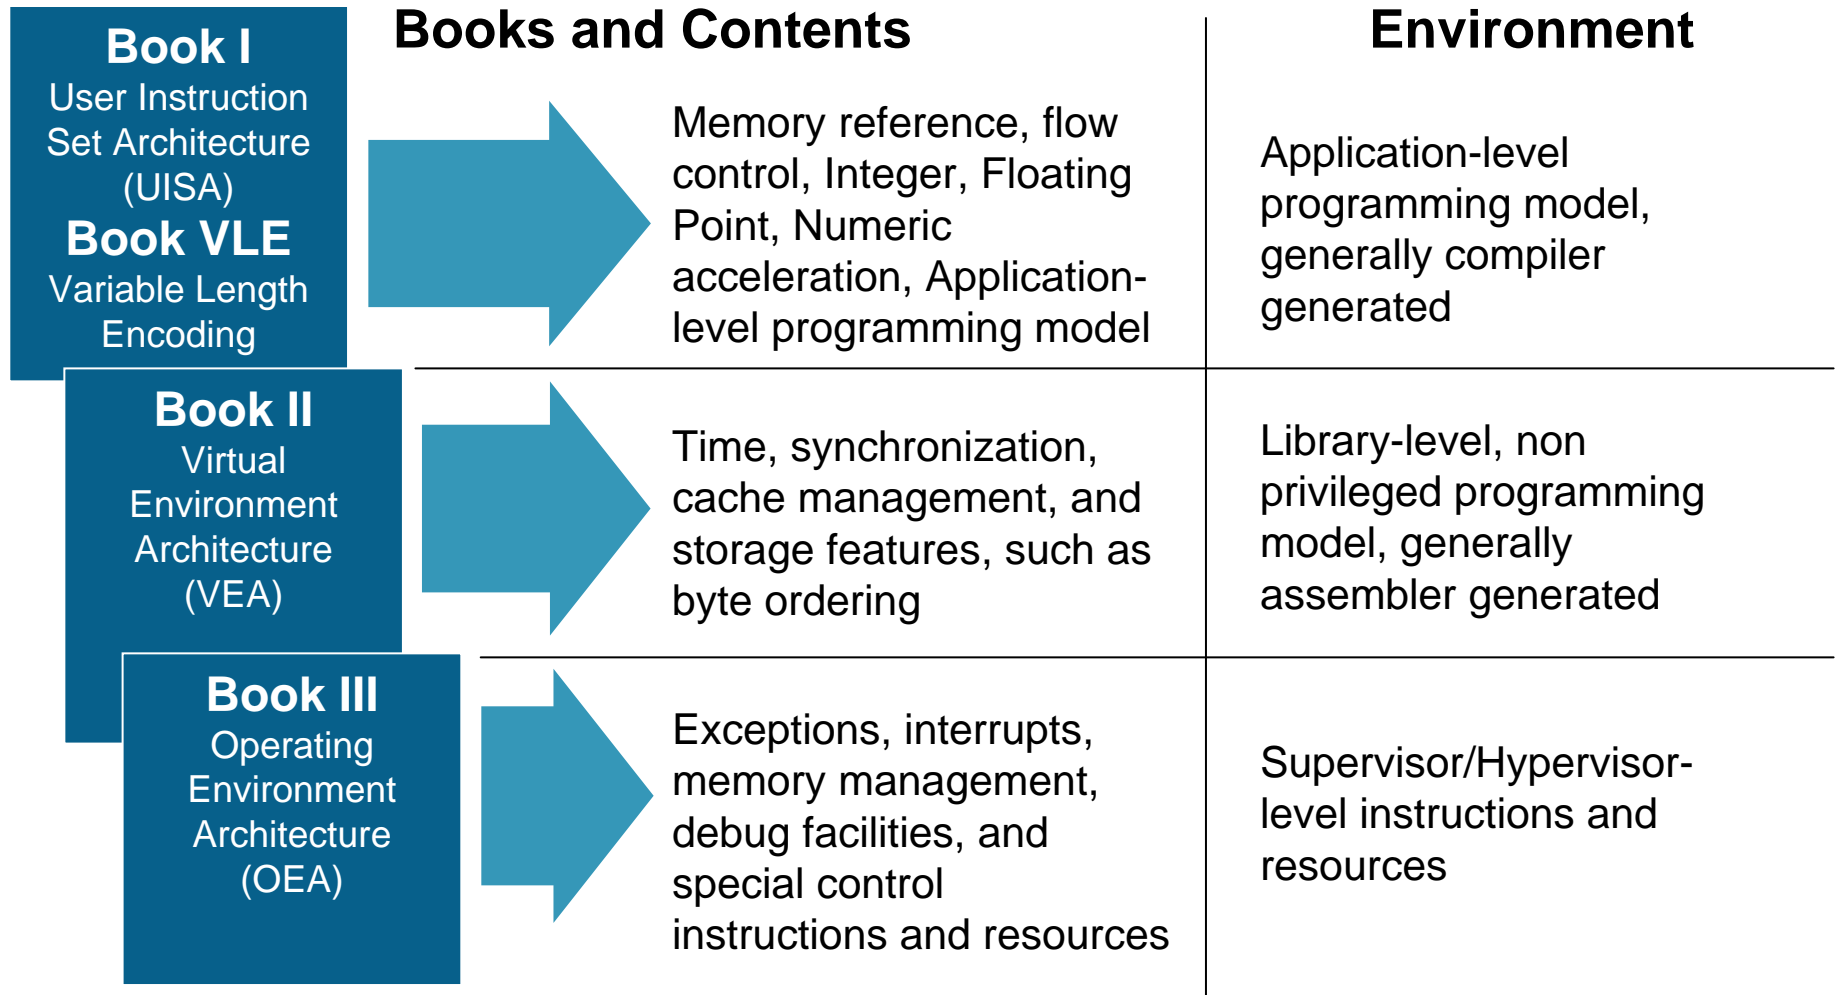 Books and Contents
Environment
Book I
User Instruction
Set Architecture
(UISA)
Book VLE
Variable Length
Encoding
Memory reference, flow
control, Integer, Floating
Point, Numeric
acceleration, Application-
level programming model
Application-level
programming model,
generally compiler
generated
Book II
Virtual
Environment
Architecture
(VEA)
Time, synchronization,
cache management, and
storage features, such as
byte ordering
Library-level, non
privileged programming
model, generally
assembler generated
Book III
Operating
Environment
Architecture
(OEA)
Exceptions, interrupts,
memory management,
debug facilities, and
special control
instructions and resources
Supervisor/Hypervisor-
level instructions and
resources